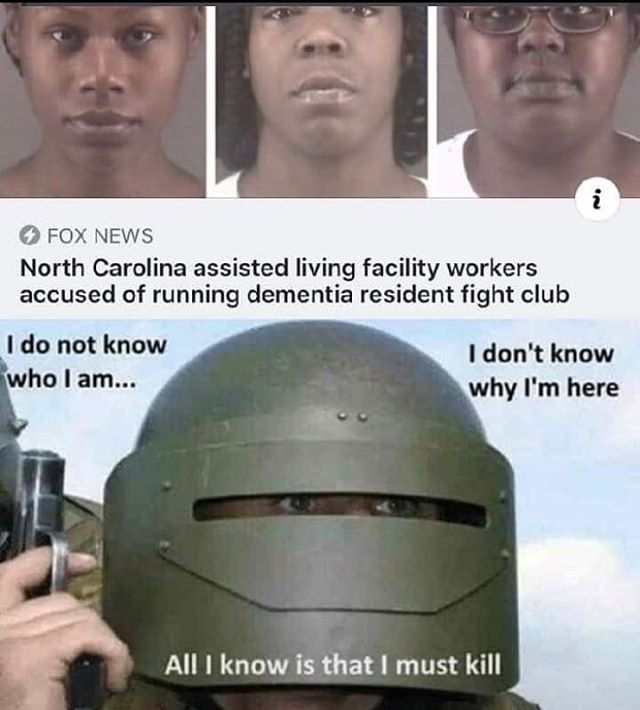 FOX NEWS
North Carolina assisted living facility workers
accused of running dementia resident fight club
I do not know
who I am...
I don't know
why I'm here
All I know is that I must kill